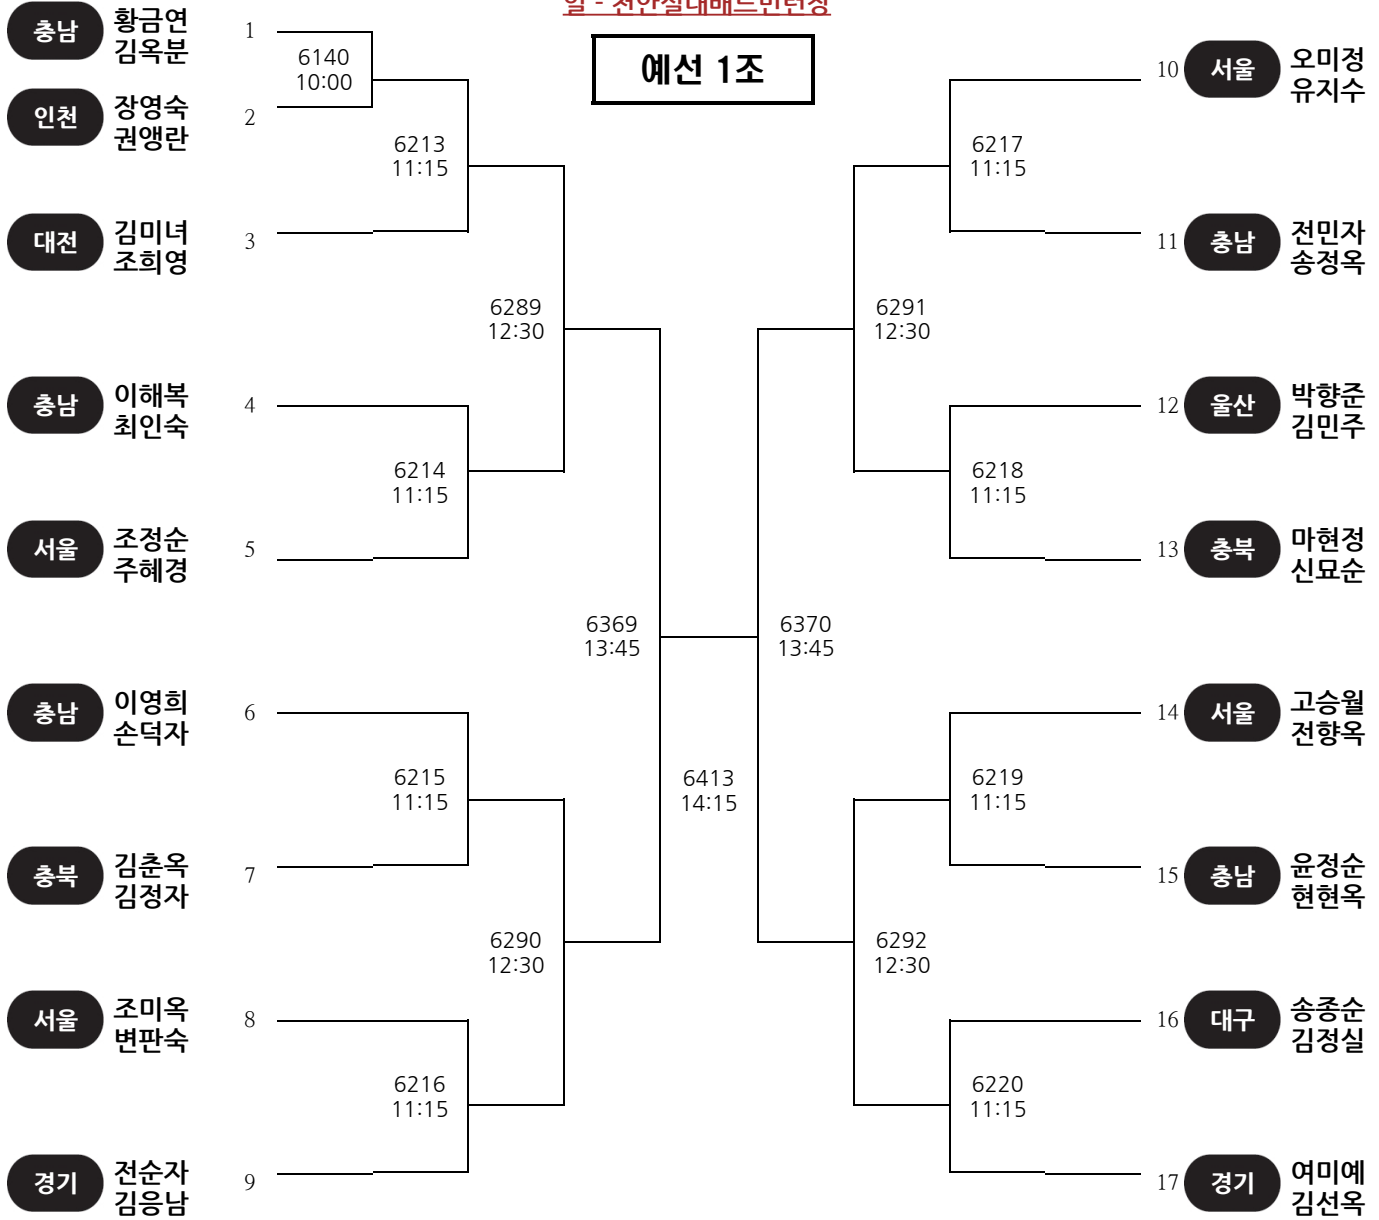 일 - 천안실내배드민턴장
예선 1조
충남
황금연
김옥분
1
6140
10:00
인천
장영숙
권앵란
2
6213
11:15
대전
김미녀
조희영
3
6289
12:30
충남
이해복
최인숙
4
6214
11:15
서울
조정순
주혜경
5
6369
13:45
충남
이영희
손덕자
6
6215
11:15
충북
김춘옥
김정자
7
6290
12:30
서울
조미옥
변판숙
8
6216
11:15
경기
전순자
김응남
9
6413
14:15
10
서울
오미정
유지수
6217
11:15
11
충남
전민자
송정옥
6291
12:30
12
울산
박향준
김민주
6218
11:15
13
충북
마현정
신묘순
6370
13:45
14
서울
고승월
전향옥
6219
11:15
15
충남
윤정순
현현옥
6292
12:30
16
대구
송종순
김정실
6220
11:15
17
경기
여미예
김선옥